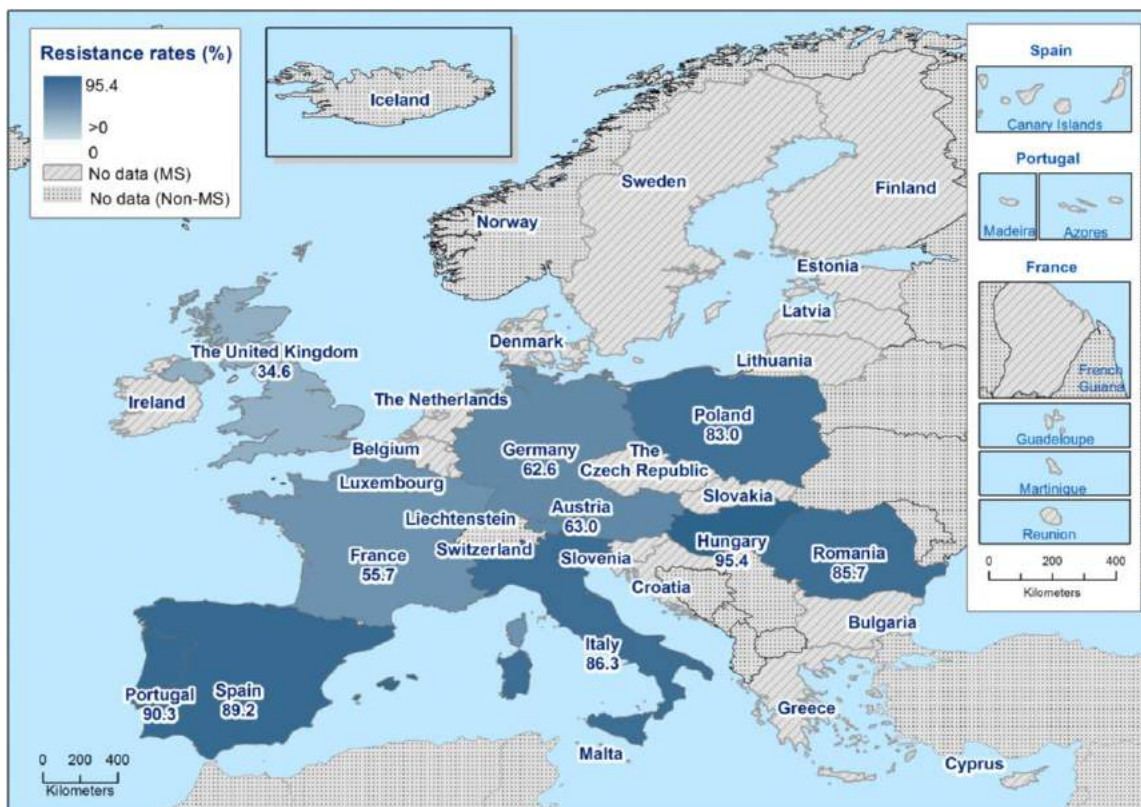 Resistance rates (%)
95.4
>0
0
No data (MS)
No data (Non-MS)
Iceland
Sweden
Finland
Norway
Estonia
Latvia
Denmark
Lithuania
The United Kingdom
34.6
Ireland
The Netherlands
Poland
83.0
Belgium
Germany
62.6
The
Czech Republic
Luxembourg
Slovakia
Austria
63.0
Liechtenstein
Switzerland
Slovenia
Hungary
95.4
Romania
85.7
France
55.7
Croatia
Bulgaria
Italy
86.3
Portugal
90.3
Spain
89.2
Greece
Malta
Cyprus
0 200 400
Kilometers
Spain
Canary Islands
Portugal
Madeira
Azores
France
French
Guiana
Guadeloupe
Martinique
Reunion
0 200 400
Kilometers